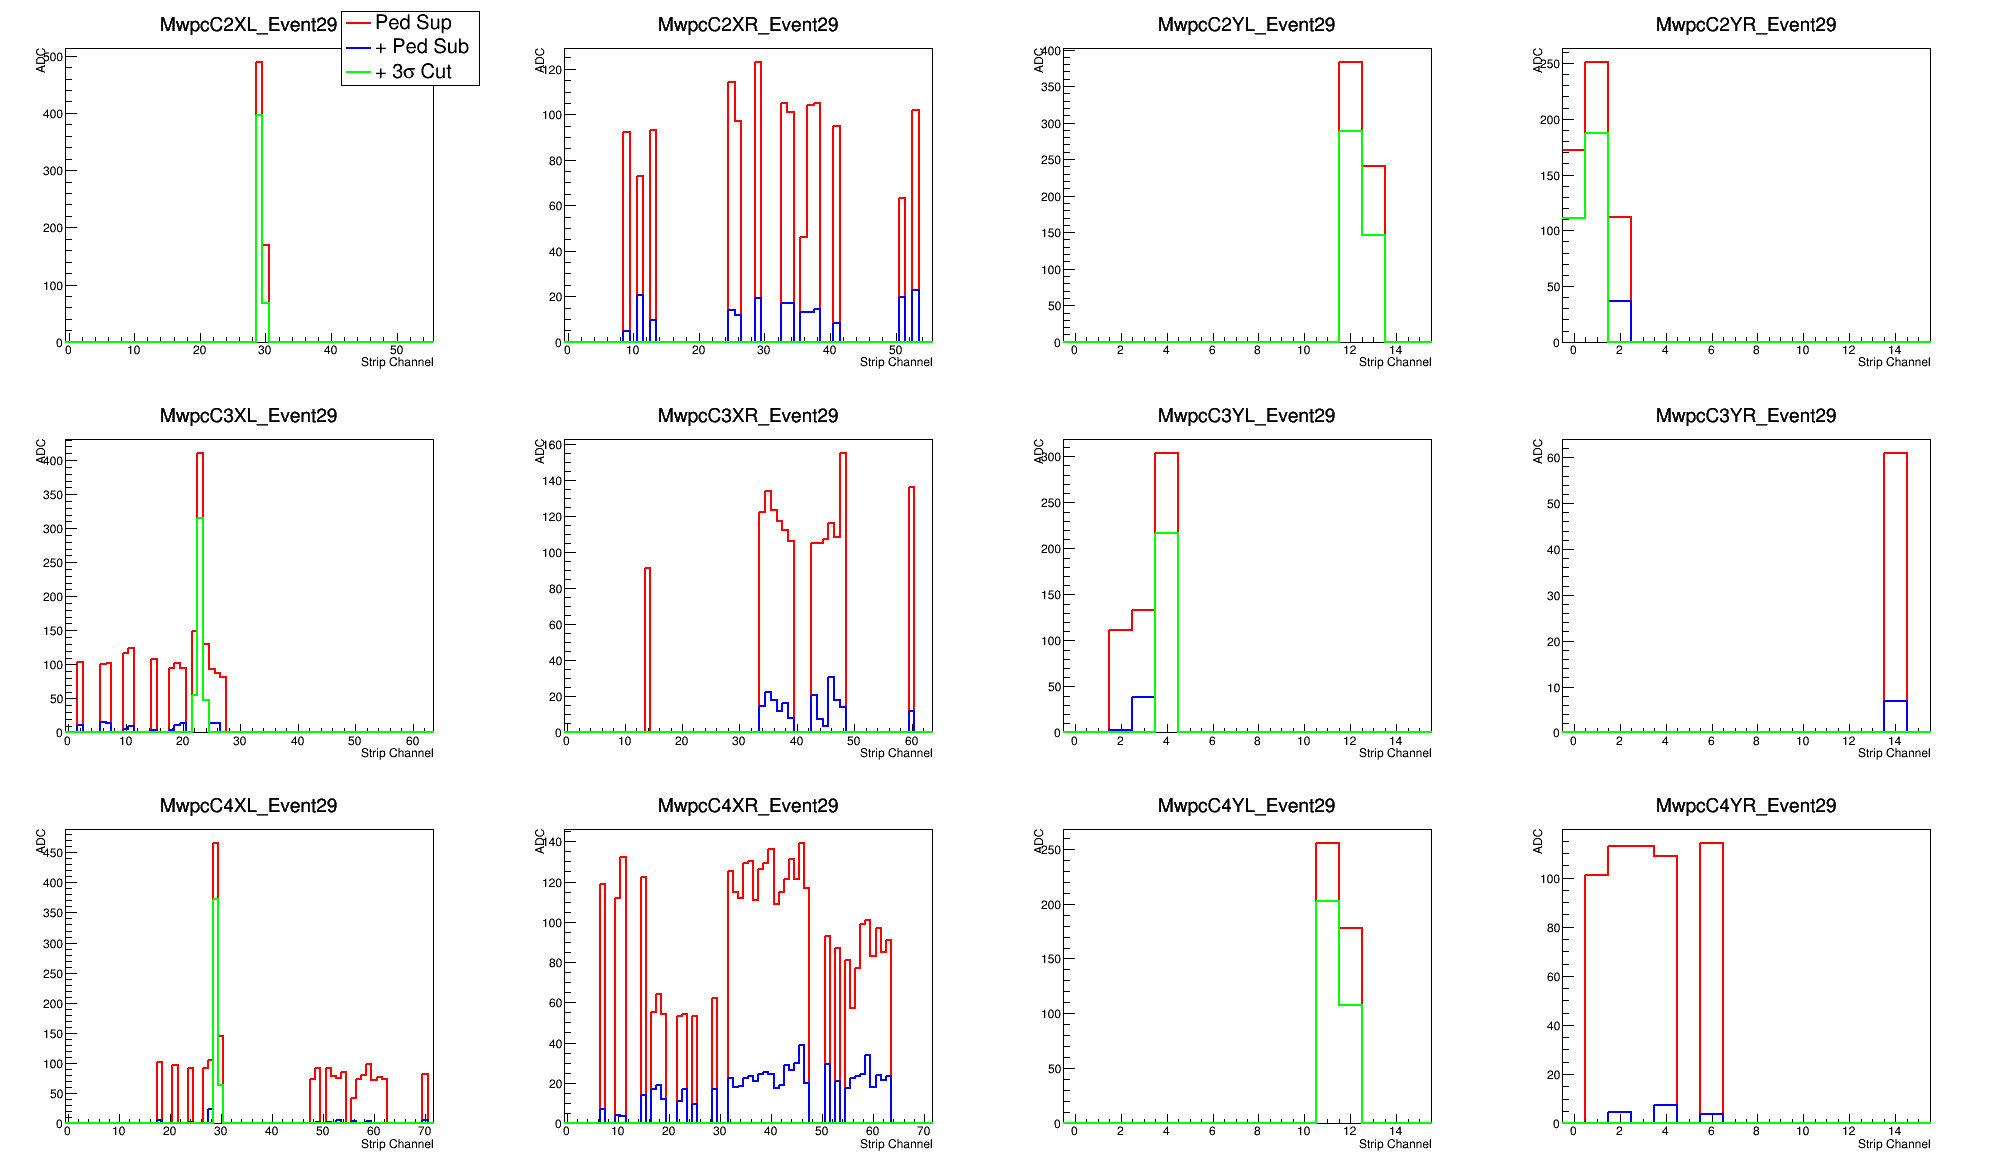 MwpcC2XL_Event29
Ped Sup
+ Ped Sub
+ 3σ Cut
ADC
500
400
300
200
100
0
0 10 20 30 40 50
Strip Channel
MwpcC2XR_Event29
ADC
120
100
80
60
40
20
0
0 10 20 30 40 50
Strip Channel
MwpcC2YL_Event29
ADC
400
350
300
250
200
150
100
50
0
0 2 4 6 8 10 12 14
Strip Channel
MwpcC2YR_Event29
ADC
250
200
150
100
50
0
0 2 4 6 8 10 12 14
Strip Channel
MwpcC3XL_Event29
ADC
400
350
300
250
200
150
100
50
0
0 10 20 30 40 50 60
Strip Channel
MwpcC3XR_Event29
ADC
160
140
120
100
80
60
40
20
0
0 10 20 30 40 50 60
Strip Channel
MwpcC3YL_Event29
ADC
300
250
200
150
100
50
0
0 2 4 6 8 10 12 14
Strip Channel
MwpcC3YR_Event29
ADC
60
50
40
30
20
10
0
0 2 4 6 8 10 12 14
Strip Channel
MwpcC4XL_Event29
ADC
450
400
350
300
250
200
150
100
50
0
0 10 20 30 40 50 60 70
Strip Channel
MwpcC4XR_Event29
ADC
140
120
100
80
60
40
20
0
0 10 20 30 40 50 60 70
Strip Channel
MwpcC4YL_Event29
ADC
250
200
150
100
50
0
0 2 4 6 8 10 12 14
Strip Channel
MwpcC4YR_Event29
ADC
100
80
60
40
20
0
0 2 4 6 8 10 12 14
Strip Channel